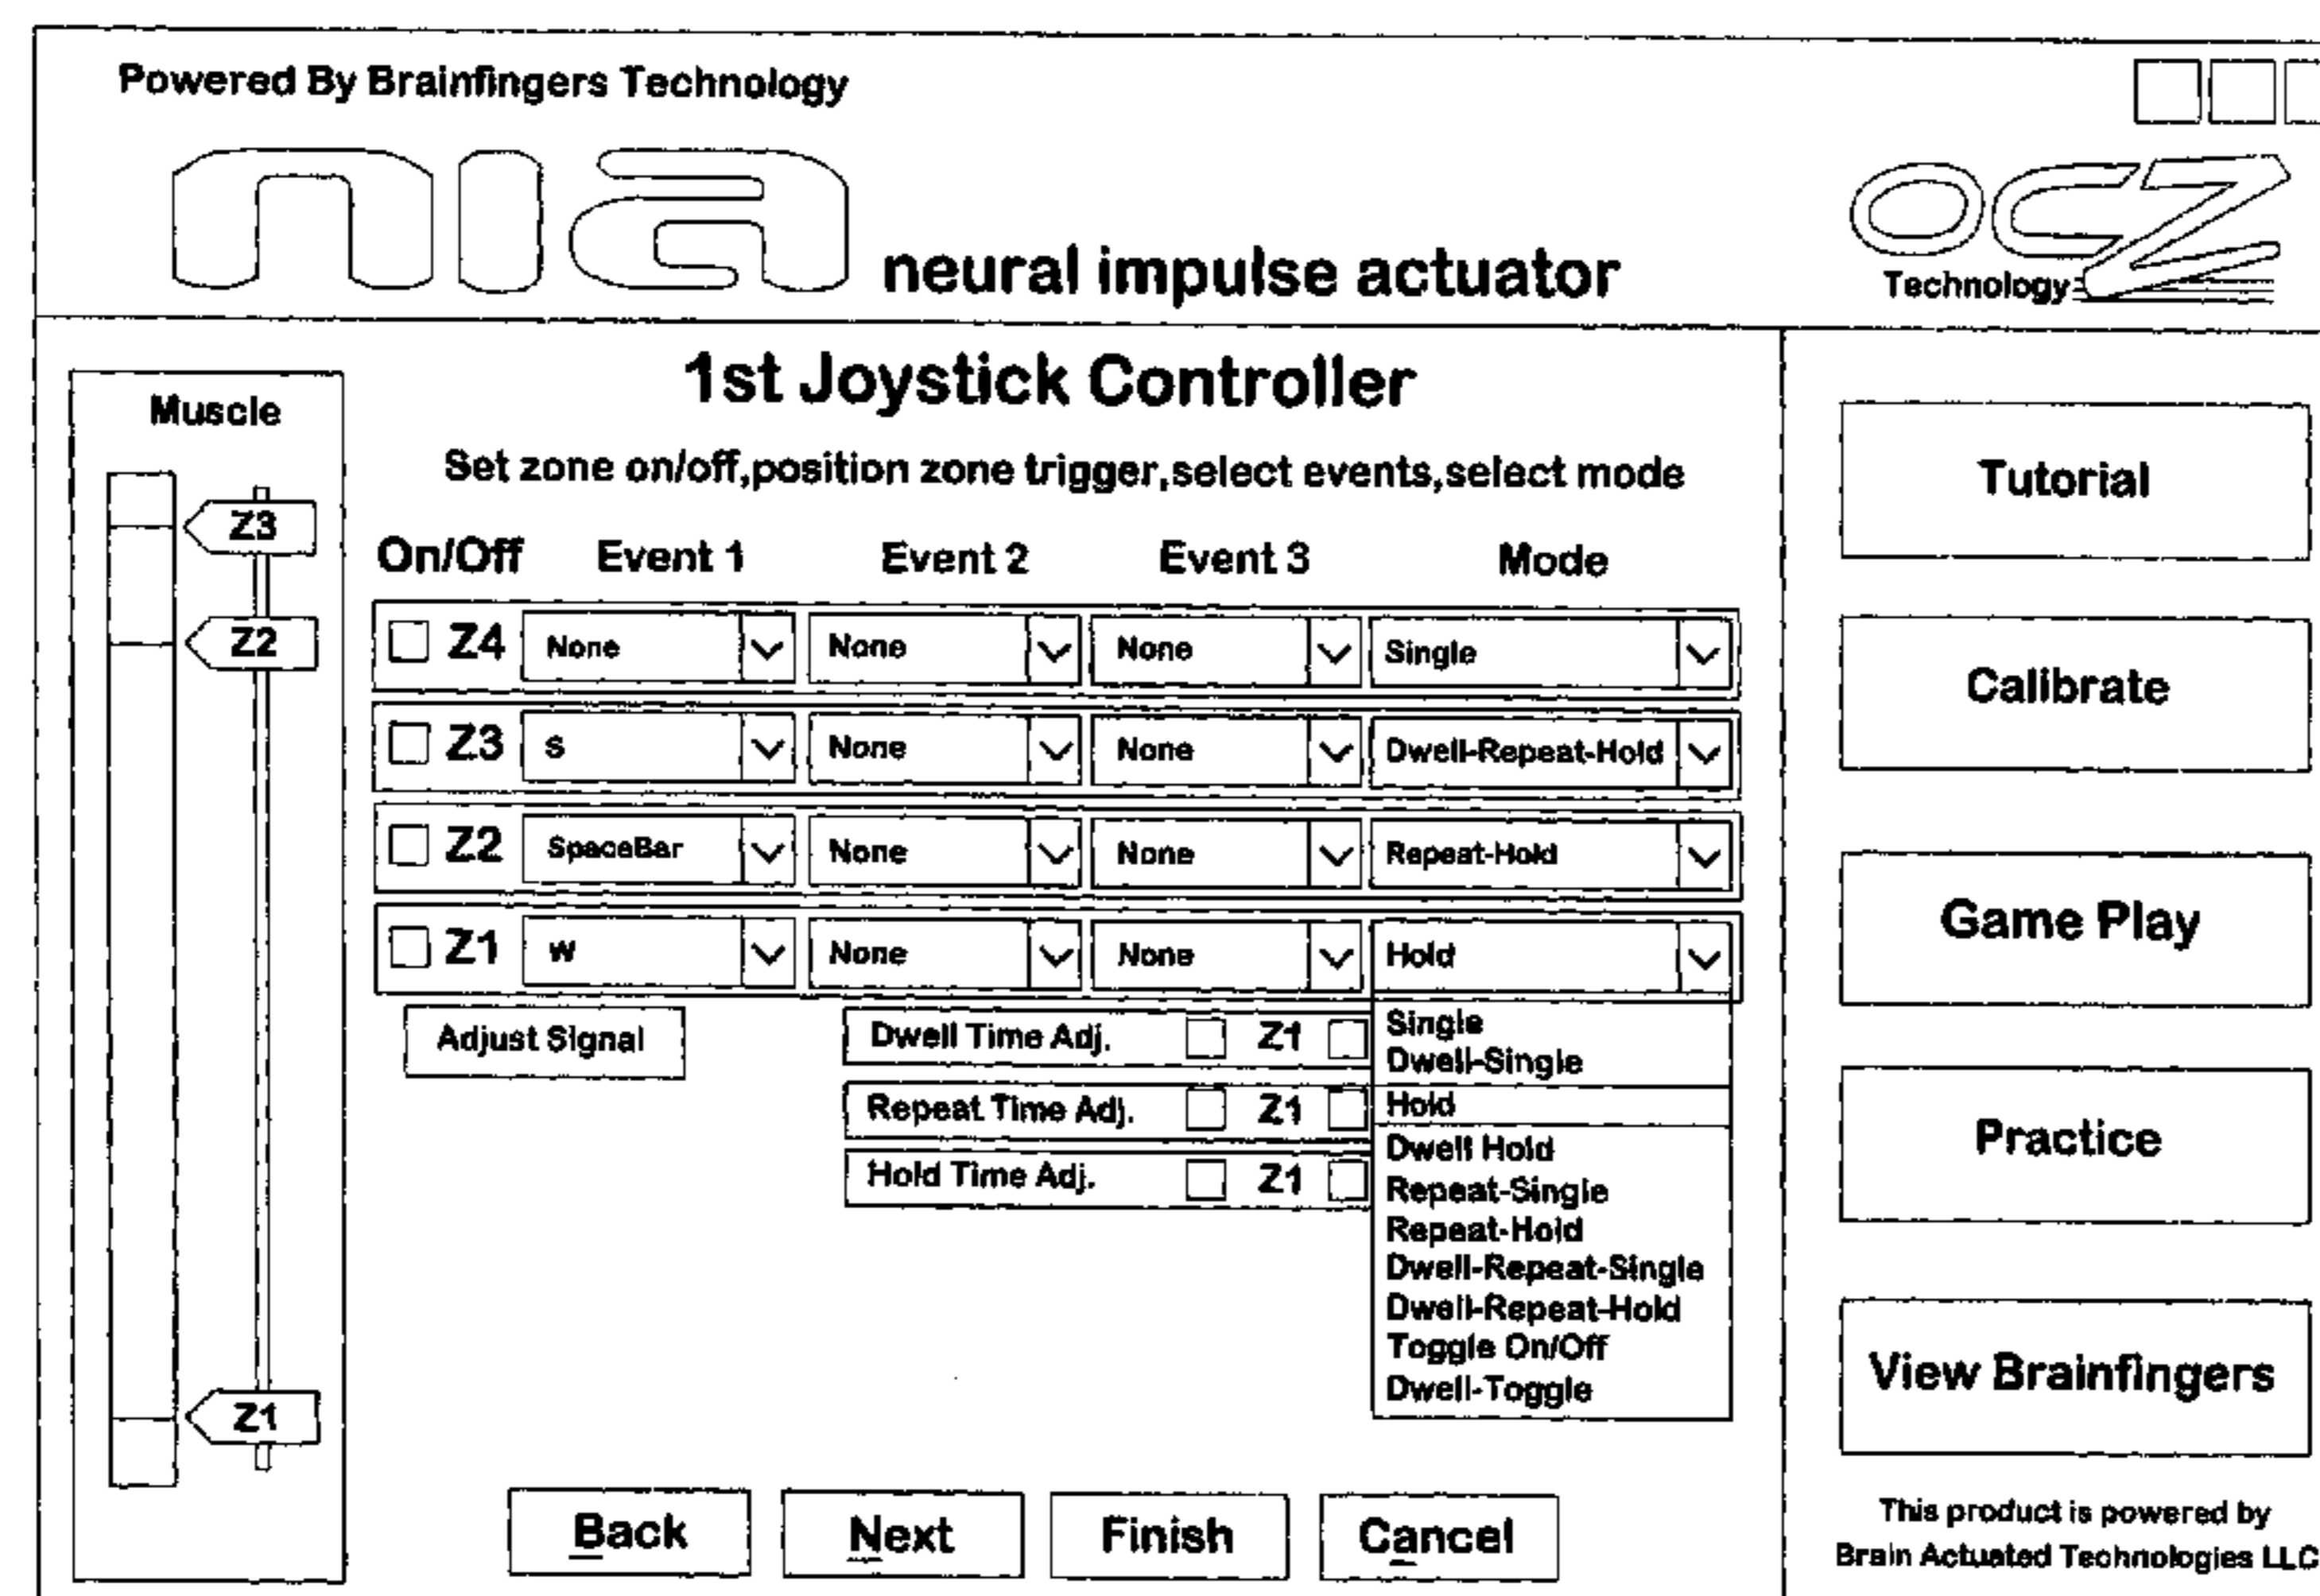 Powered By Brainfingers Technology
nia neural impulse actuator
OCZ
Technology
1st Joystick Controller
Muscle
Set zone on/off,position zone trigger,select events,select mode
Z3
Z2
Z1
On/Off Event 1 Event 2 Event 3 Mode
Z4 None None None Single
Z3 S None None Dwell-Repeat-Hold
Z2 SpaceBar None None Repeat-Hold
Z1 W None None Hold
Adjust Signal
Dwell Time Adj. Z1
Repeat Time Adj. Z1
Hold Time Adj. Z1
Single
Dwell-Single
Hold
Dwell Hold
Repeat-Single
Repeat-Hold
Dwell-Repeat-Single
Dwell-Repeat-Hold
Toggle On/Off
Dwell-Toggle
Back Next Finish Cancel
Tutorial
Calibrate
Game Play
Practice
View Brainfingers
This product is powered by
Brain Actuated Technologies LLC